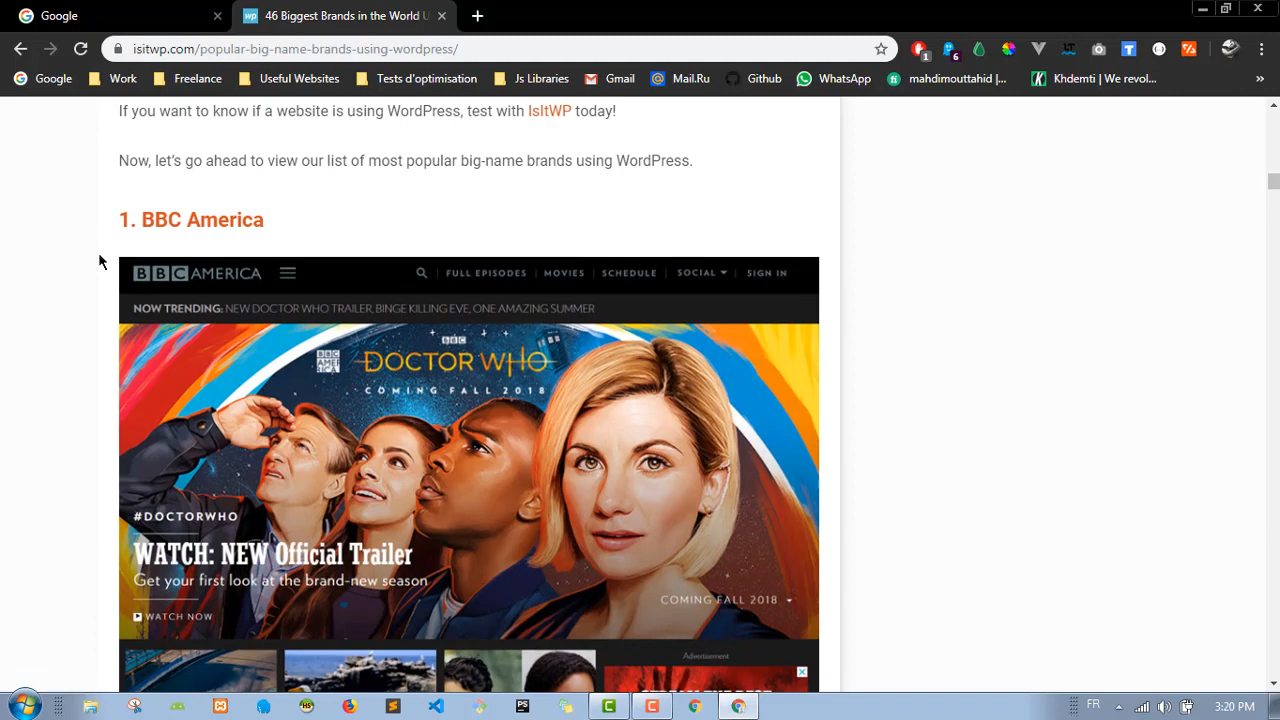 Google
46 Biggest Brands in the World U
isitwp.com/popular-big-name-brands-using-wordpress/
1
6
Google
Work
Freelance
Useful Websites
Tests d'optimisation
Js Libraries
Gmail
Mail.Ru
Github
WhatsApp
mahdimouttahid |...
Khdemti | We revol...
If you want to know if a website is using WordPress, test with IsItWP today!
Now, let's go ahead to view our list of most popular big-name brands using WordPress.
1. BBC America
BBC AMERICA
FULL EPISODES
MOVIES
SCHEDULE
SOCIAL
SIGN IN
NOW TRENDING: NEW DOCTOR WHO TRAILER, BINGE KILLING EVE, ONE AMAZING SUMMER
BBC
BBC AMERICA
DOCTOR WHO
COMING FALL 2018
#DOCTORWHO
WATCH: NEW Official Trailer
Get your first look at the brand-new season
WATCH NOW
COMING FALL 2018
Advertisement
FR
3:20 PM